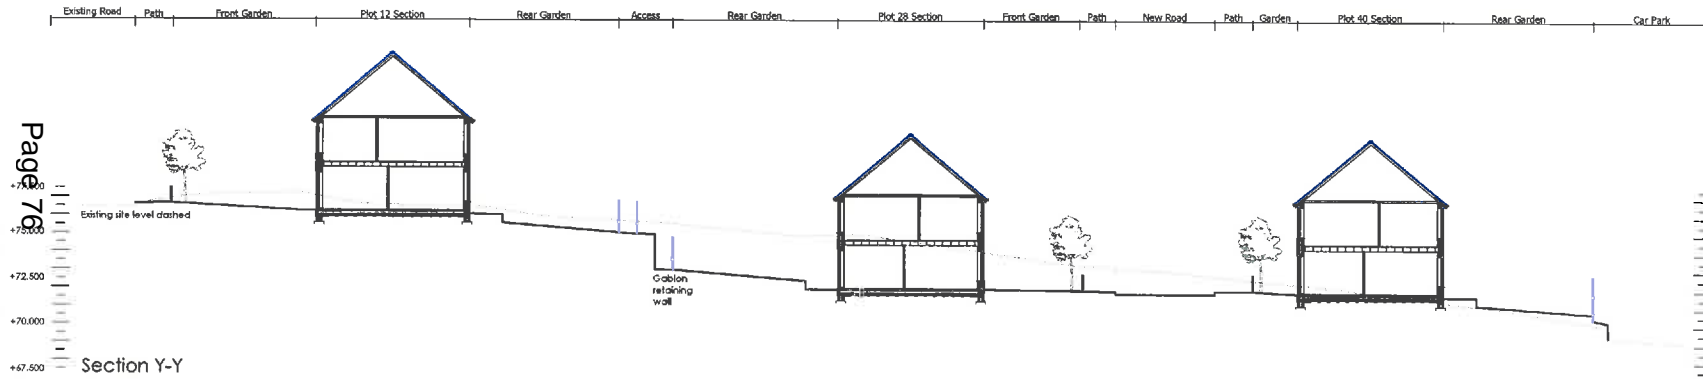 Existing Road Path Front Garden Plot 12 Section Rear Garden Access Rear Garden Plot 28 Section Front Garden Path New Road Path Garden Plot 40 Section Rear Garden Car Park
Page 76
Existing site level dashed
+75.000
+72.500
Gabion
retaining
wall
+70.000
+67.500
Section Y-Y